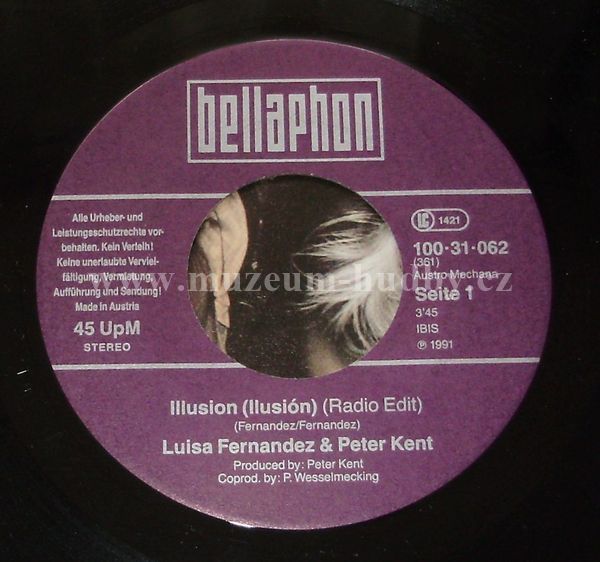 bellaphon
Alle Urheber- und
Leistungsschutzrechte vor-
behalten. Kein Verleih!
Keine unerlaubte Verviel-
fältigung, Vermietung,
Aufführung und Sendung!
Made in Austria
45 UpM
STEREO
LC 1421
100·31·062
(361)
Austro Mechana
Seite 1
3'45
IBIS
℗ 1991
www.muzeum-hudby.cz
Illusion (Ilusión) (Radio Edit)
(Fernandez/Fernandez)
Luisa Fernandez & Peter Kent
Produced by: Peter Kent
Coprod. by: P. Wesselmecking